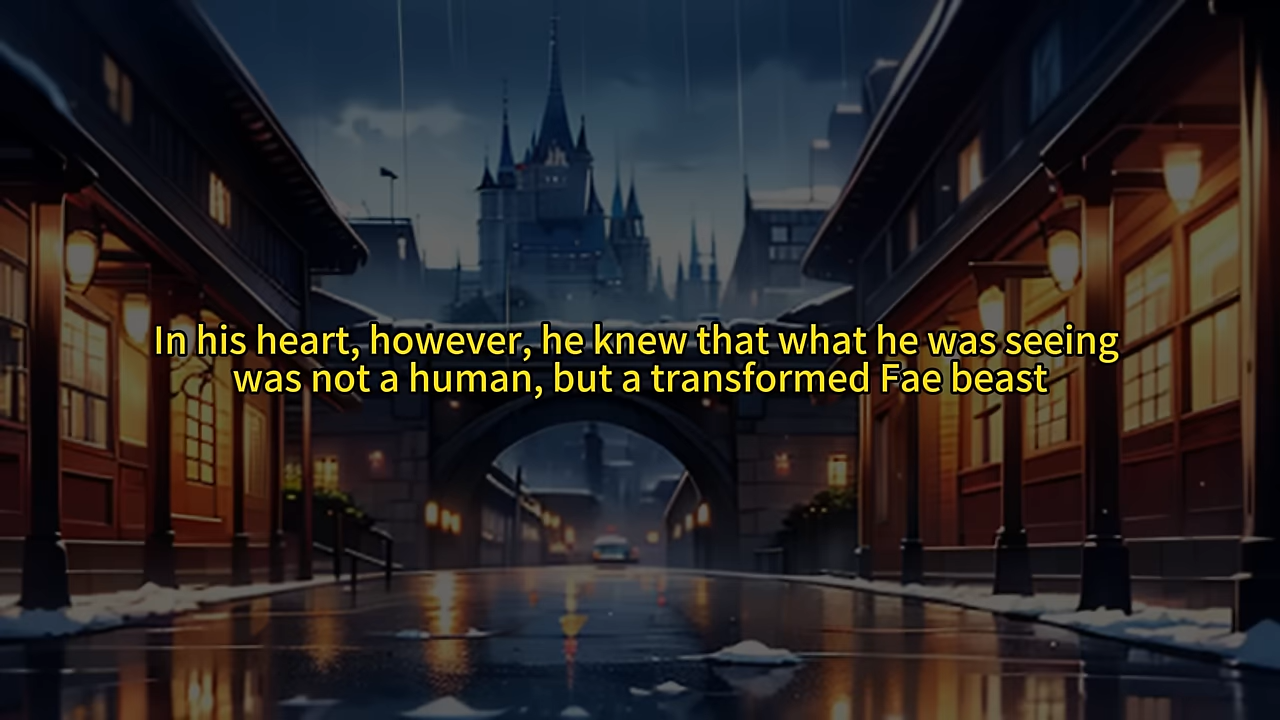 In his heart, however, he knew that what he was seeing
was not a human, but a transformed Fae beast